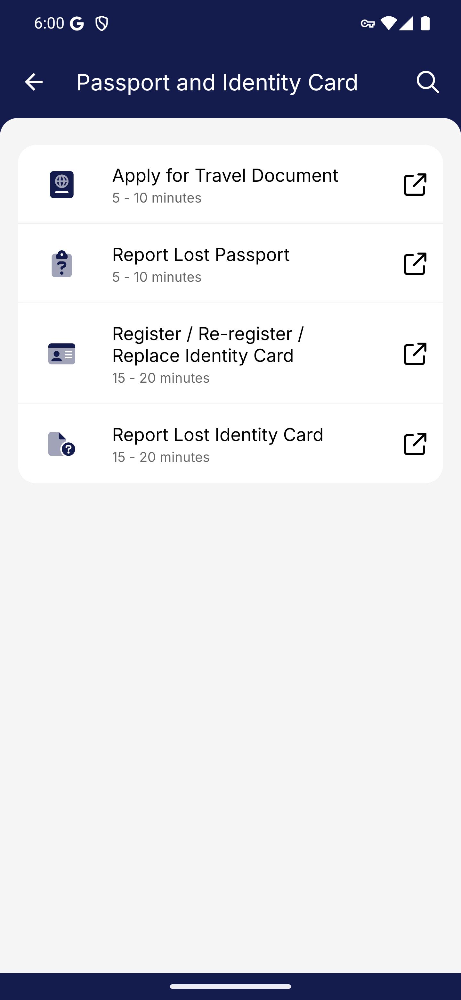 6:00
Passport and Identity Card
Apply for Travel Document
5 - 10 minutes
Report Lost Passport
5 - 10 minutes
Register / Re-register /
Replace Identity Card
15 - 20 minutes
Report Lost Identity Card
15 - 20 minutes